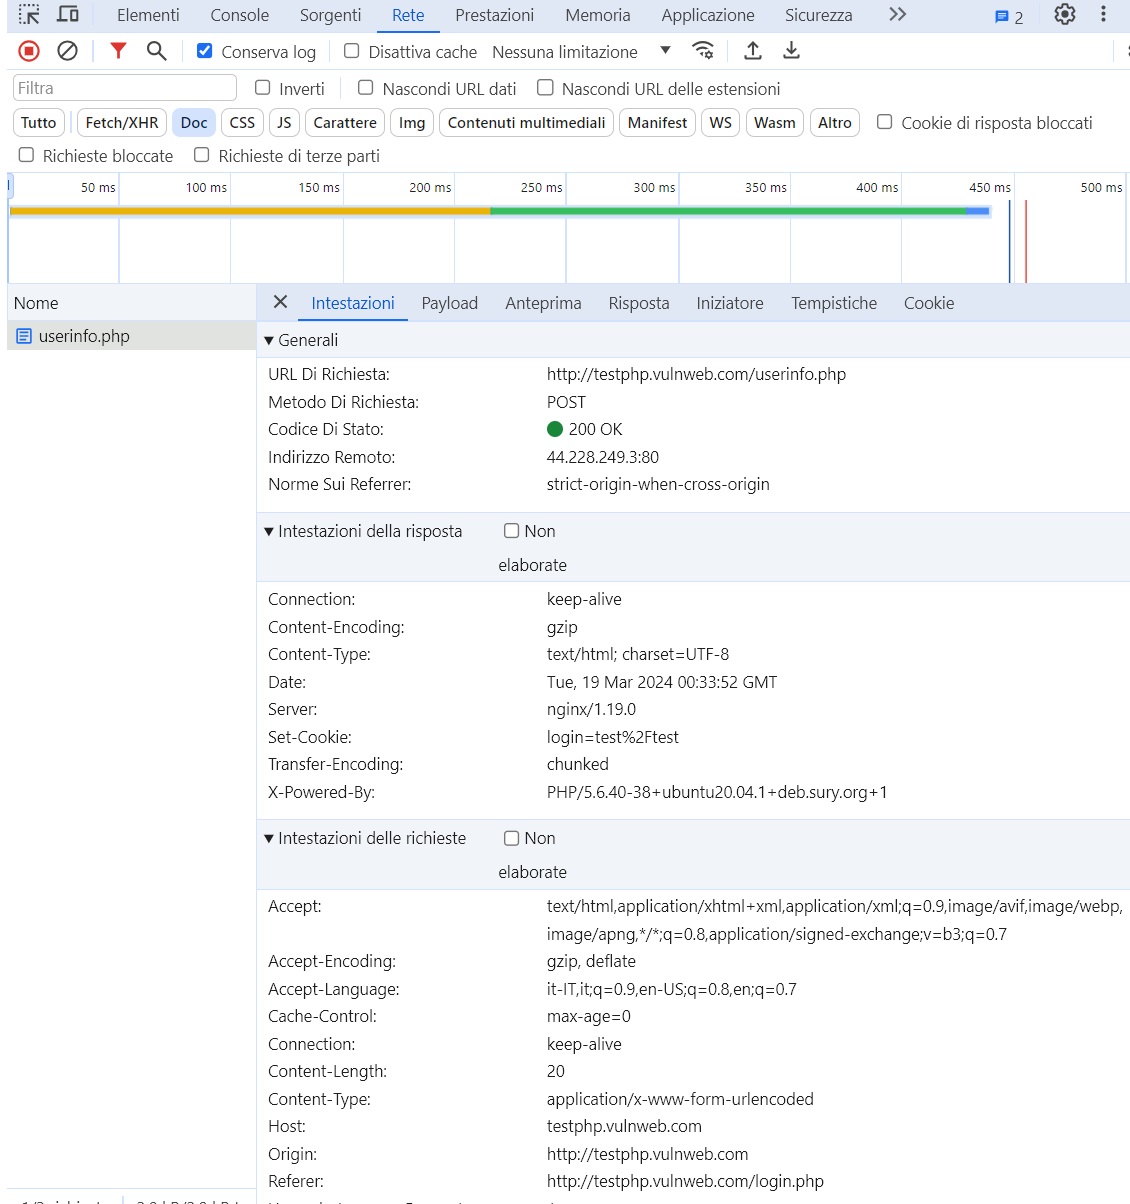 Elementi Console Sorgenti Rete Prestazioni Memoria Applicazione Sicurezza 2
Conserva log Disattiva cache Nessuna limitazione
Filtra Inverti Nascondi URL dati Nascondi URL delle estensioni
Tutto Fetch/XHR Doc CSS JS Carattere Img Contenuti multimediali Manifest WS Wasm Altro Cookie di risposta bloccati
Richieste bloccate Richieste di terze parti
50 ms 100 ms 150 ms 200 ms 250 ms 300 ms 350 ms 400 ms 450 ms 500 ms
Nome Intestazioni Payload Anteprima Risposta Iniziatore Tempistiche Cookie
userinfo.php
Generali
URL Di Richiesta: http://testphp.vulnweb.com/userinfo.php
Metodo Di Richiesta: POST
Codice Di Stato: 200 OK
Indirizzo Remoto: 44.228.249.3:80
Norme Sui Referrer: strict-origin-when-cross-origin
Intestazioni della risposta Non
elaborate
Connection: keep-alive
Content-Encoding: gzip
Content-Type: text/html; charset=UTF-8
Date: Tue, 19 Mar 2024 00:33:52 GMT
Server: nginx/1.19.0
Set-Cookie: login=test%2Ftest
Transfer-Encoding: chunked
X-Powered-By: PHP/5.6.40-38+ubuntu20.04.1+deb.sury.org+1
Intestazioni delle richieste Non
elaborate
Accept: text/html,application/xhtml+xml,application/xml;q=0.9,image/avif,image/webp,
image/apng,*/*;q=0.8,application/signed-exchange;v=b3;q=0.7
Accept-Encoding: gzip, deflate
Accept-Language: it-IT,it;q=0.9,en-US;q=0.8,en;q=0.7
Cache-Control: max-age=0
Connection: keep-alive
Content-Length: 20
Content-Type: application/x-www-form-urlencoded
Host: testphp.vulnweb.com
Origin: http://testphp.vulnweb.com
Referer: http://testphp.vulnweb.com/login.php